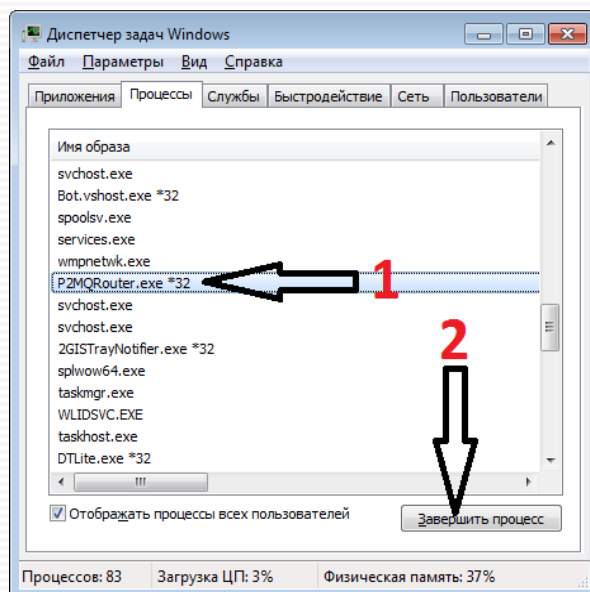 Диспетчер задач Windows
Файл Параметры Вид Справка
Приложения Процессы Службы Быстродействие Сеть Пользователи
Имя образа
svchost.exe
Bot.vshost.exe *32
spoolsv.exe
services.exe
wmpnetwk.exe
P2MQRouter.exe *32 1
svchost.exe
svchost.exe
2
2GISTrayNotifier.exe *32
splwow64.exe
taskmgr.exe
WLIDSVC.EXE
taskhost.exe
DTLite.exe *32
Отображать процессы всех пользователей Завершить процесс
Процессов: 83 Загрузка ЦП: 3% Физическая память: 37%